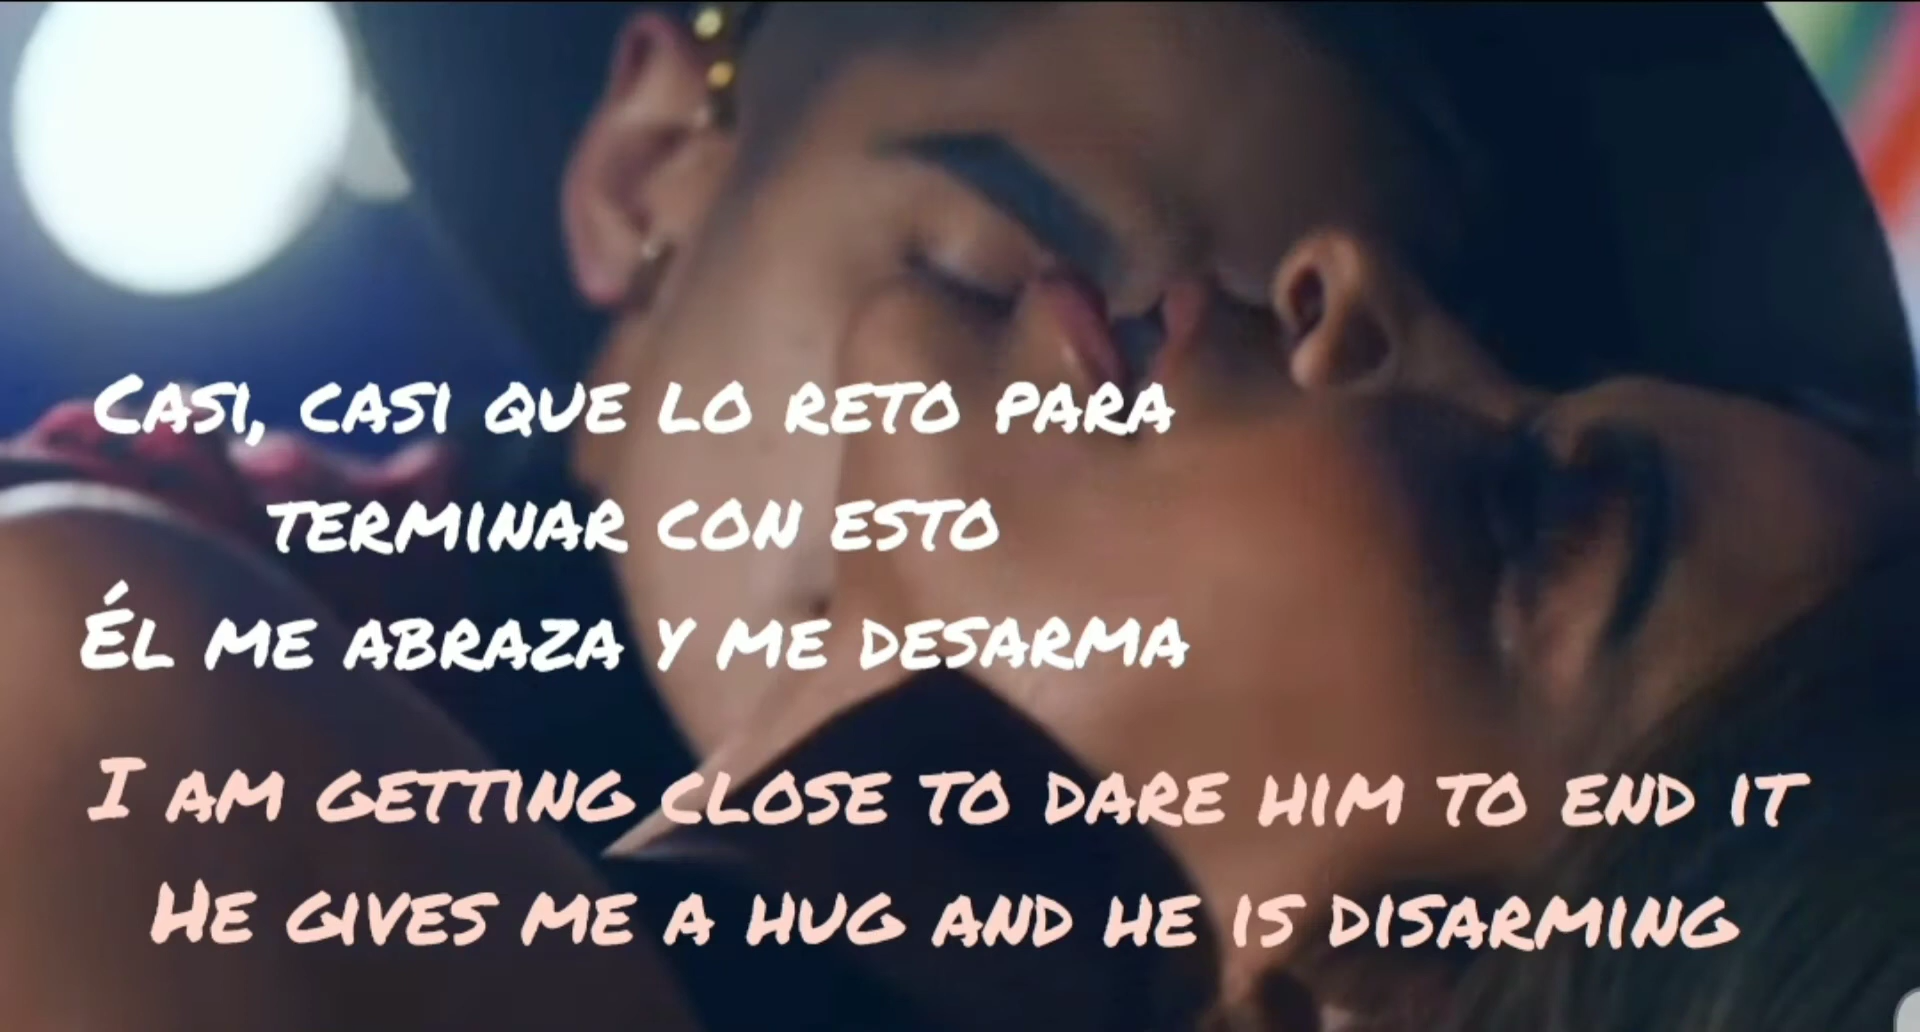 Casi, casi que lo reto para
terminar con esto
Él me abraza y me desarma
I am getting close to dare him to end it
He gives me a hug and he is disarming